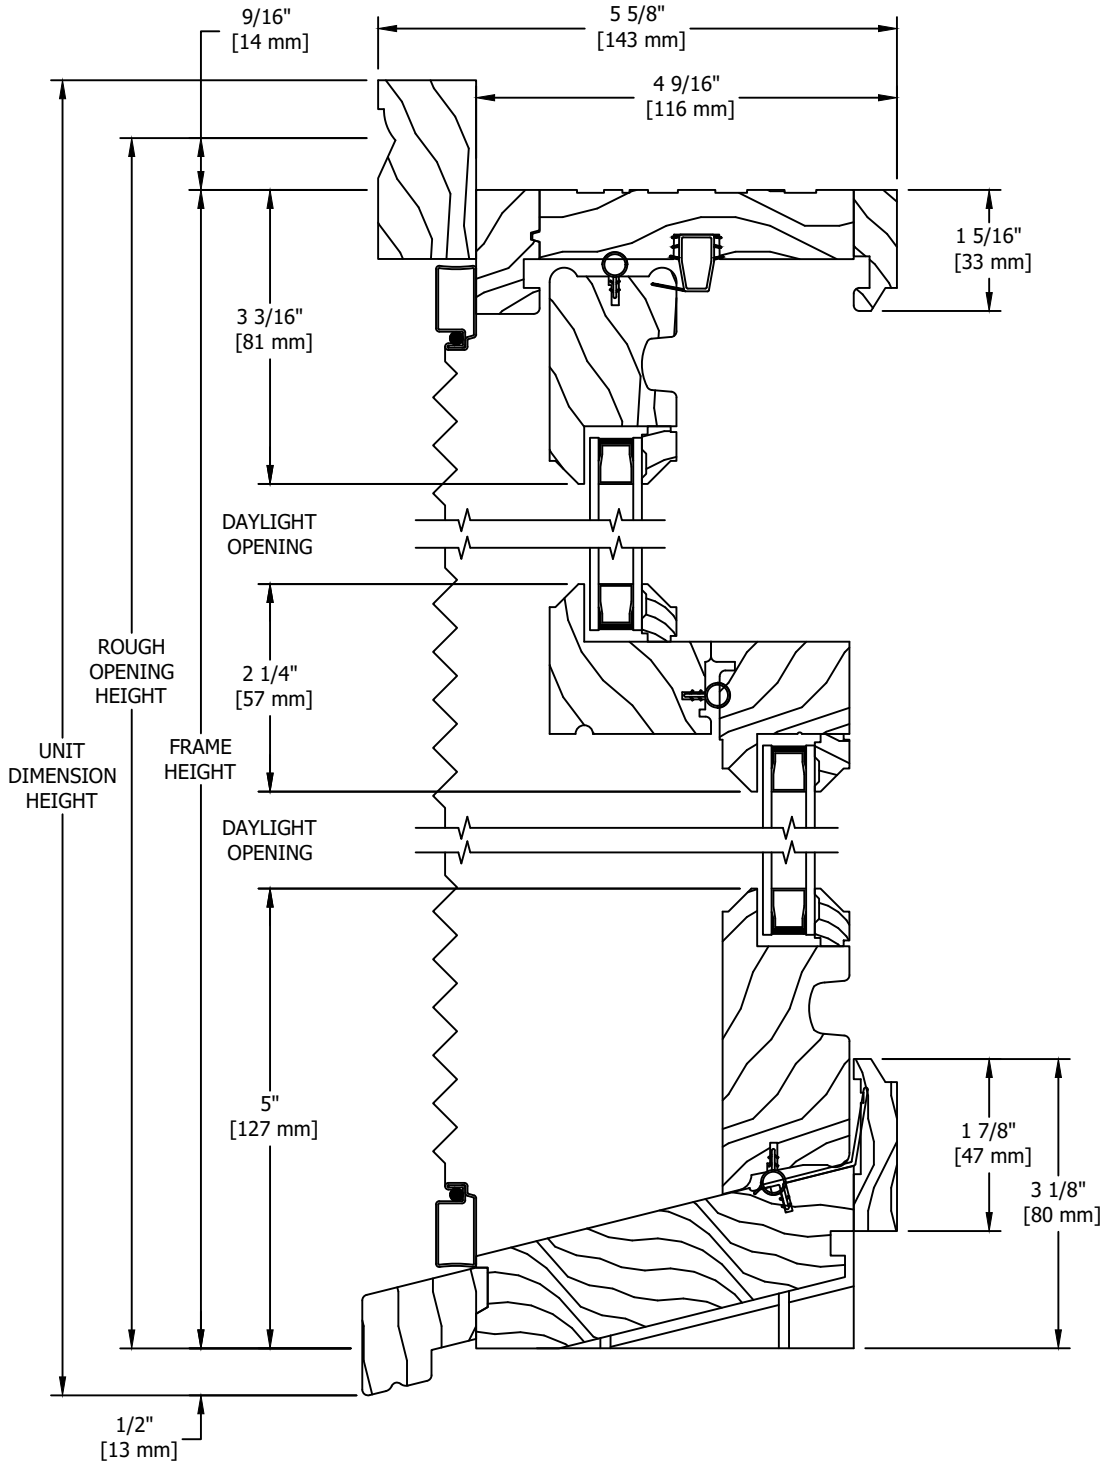 9/16"
[14 mm]
5 5/8"
[143 mm]
4 9/16"
[116 mm]
1 5/16"
[33 mm]
3 3/16"
[81 mm]
DAYLIGHT
OPENING
ROUGH
OPENING
HEIGHT
2 1/4"
[57 mm]
UNIT
DIMENSION
HEIGHT
FRAME
HEIGHT
DAYLIGHT
OPENING
5"
[127 mm]
1 7/8"
[47 mm]
3 1/8"
[80 mm]
1/2"
[13 mm]